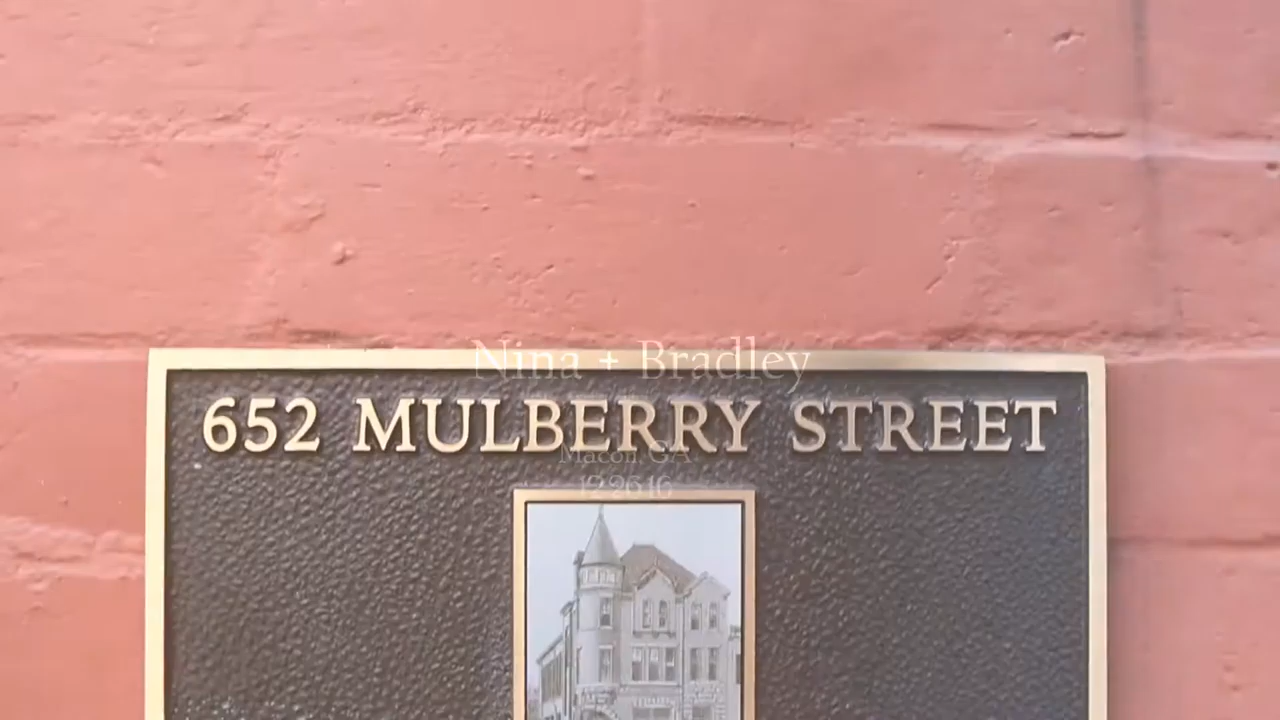 Nina + Bradley
652 MULBERRY STREET
Macon, GA
12.26.16